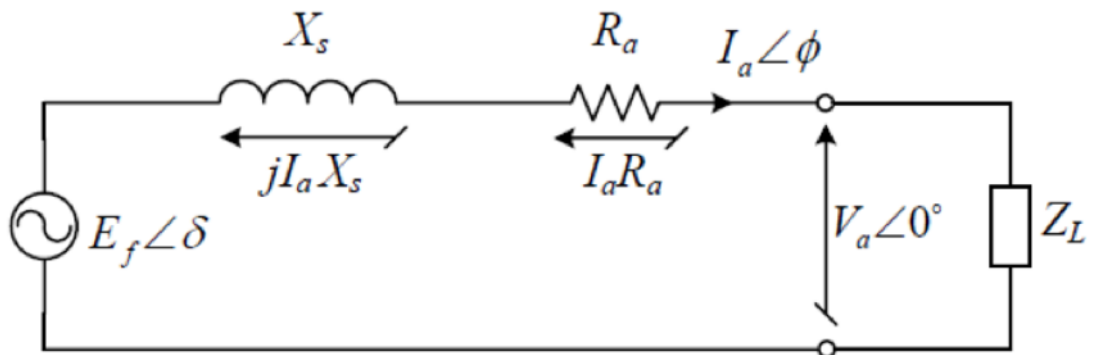 X_s
R_a
I_a∠ϕ
jI_aX_s
I_aR_a
E_f∠δ
V_a∠0°
Z_L